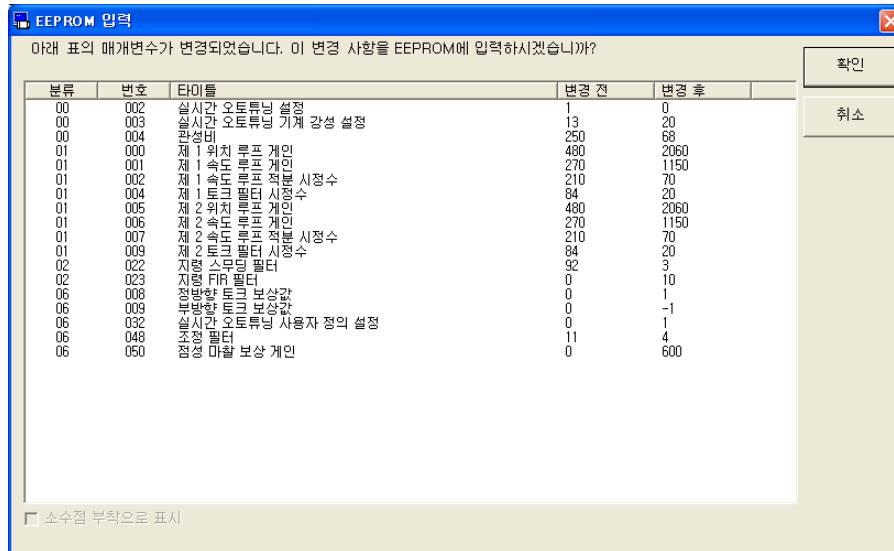 EEPROM 입력
아래 표의 매개변수가 변경되었습니다. 이 변경 사항을 EEPROM에 입력하시겠습니까?
확인
취소
분류 번호 타이틀 변경 전 변경 후
00 002 실시간 오토튜닝 설정 1 0
00 003 실시간 오토튜닝 기계 강성 설정 13 20
00 004 관성비 250 68
01 000 제 1 위치 루프 게인 480 2060
01 001 제 1 속도 루프 게인 270 1150
01 002 제 1 속도 루프 적분 시정수 210 70
01 004 제 1 토크 필터 시정수 84 20
01 005 제 2 위치 루프 게인 480 2060
01 006 제 2 속도 루프 게인 270 1150
01 007 제 2 속도 루프 적분 시정수 210 70
01 009 제 2 토크 필터 시정수 84 20
02 022 지령 스무딩 필터 92 3
02 023 지령 FIR 필터 0 10
06 008 정방향 토크 보상값 0 1
06 009 부방향 토크 보상값 0 -1
06 032 실시간 오토튜닝 사용자 정의 설정 0 1
06 048 조정 필터 11 4
06 050 점성 마찰 보상 게인 0 600
소수점 부착으로 표시